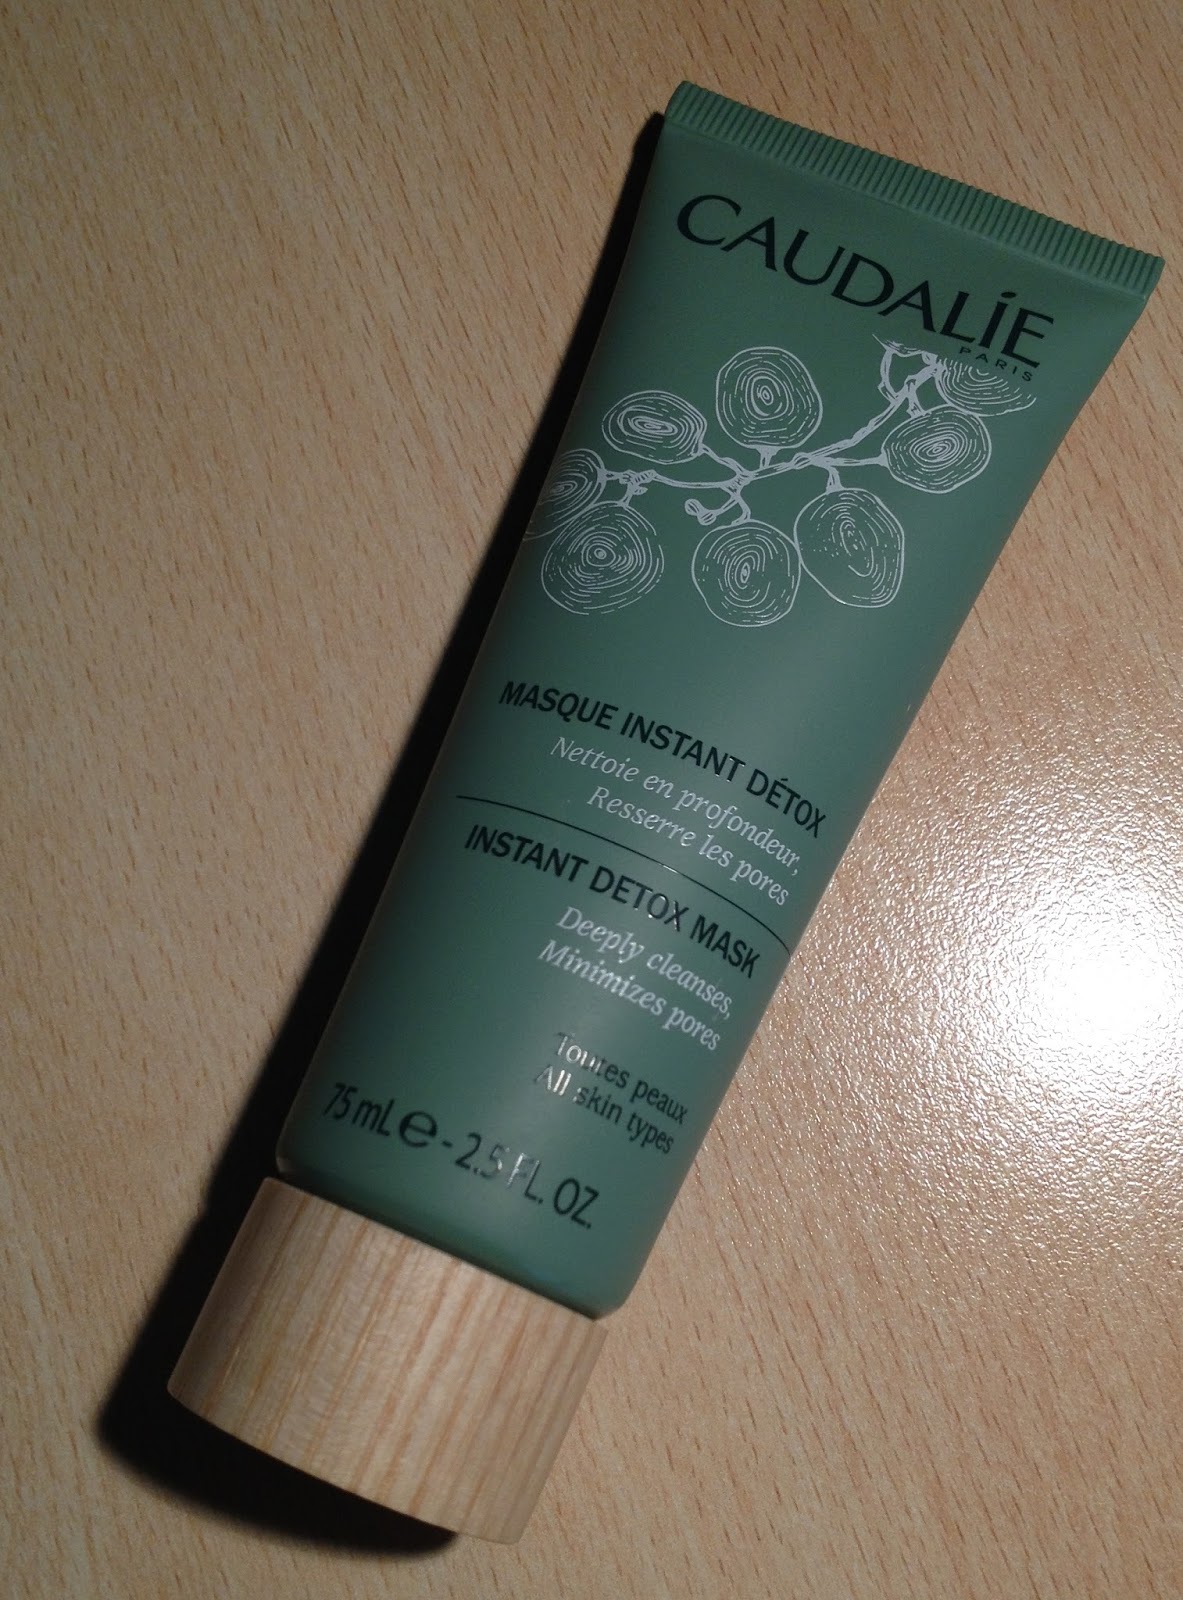 CAUDALÍE
PARIS
MASQUE INSTANT DÉTOX
Nettoie en profondeur,
Resserre les pores
INSTANT DETOX MASK
Deeply cleanses,
Minimizes pores
Toutes peaux
All skin types
75 mL ℮ - 2.5 FL. OZ.